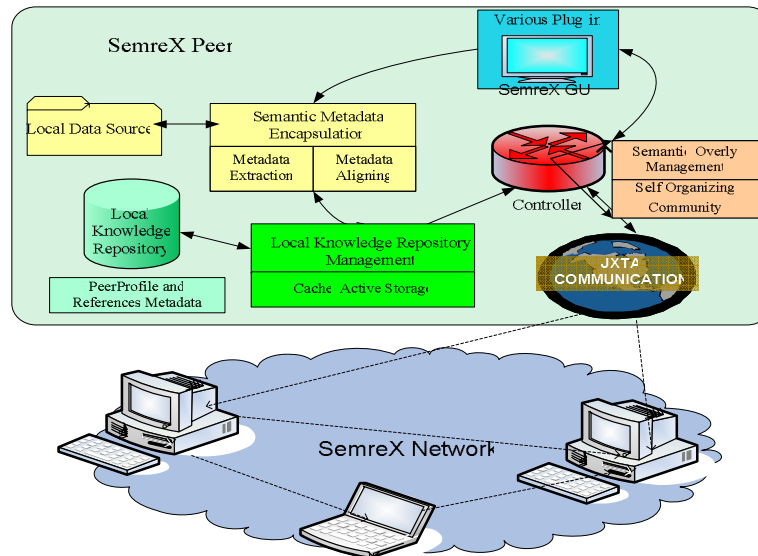 SemreX Peer
Various Plug in
SemreX GU
Local Data Source
Semantic Metadata
Encapsulation
Metadata
Extraction
Metadata
Aligning
Controller
Semantic Overly
Management
Self Organizing
Community
Local
Knowledge
Repository
Local Knowledge Repository
Management
Cache Active Storage
PeerProfile and
References Metadata
JXTA
COMMUNICATION
SemreX Network